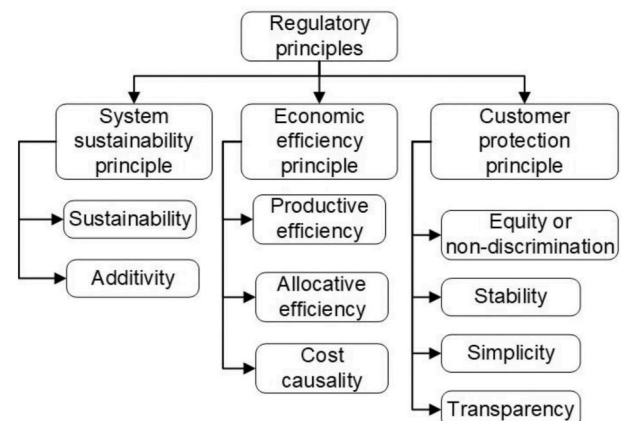 Regulatory
principles
System
sustainability
principle
Sustainability
Additivity
Economic
efficiency
principle
Productive
efficiency
Allocative
efficiency
Cost
causality
Customer
protection
principle
Equity or
non-discrimination
Stability
Simplicity
Transparency